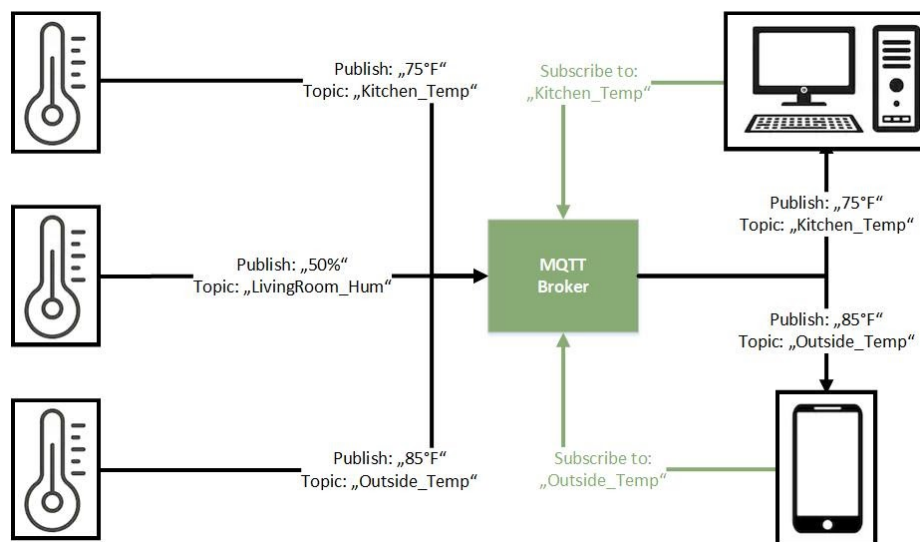 Publish: „75°F“
Topic: „Kitchen_Temp“
Subscribe to:
„Kitchen_Temp“
Publish: „75°F“
Topic: „Kitchen_Temp“
Publish: „50%“
Topic: „LivingRoom_Hum“
MQTT
Broker
Publish: „85°F“
Topic: „Outside_Temp“
Publish: „85°F“
Topic: „Outside_Temp“
Subscribe to:
„Outside_Temp“